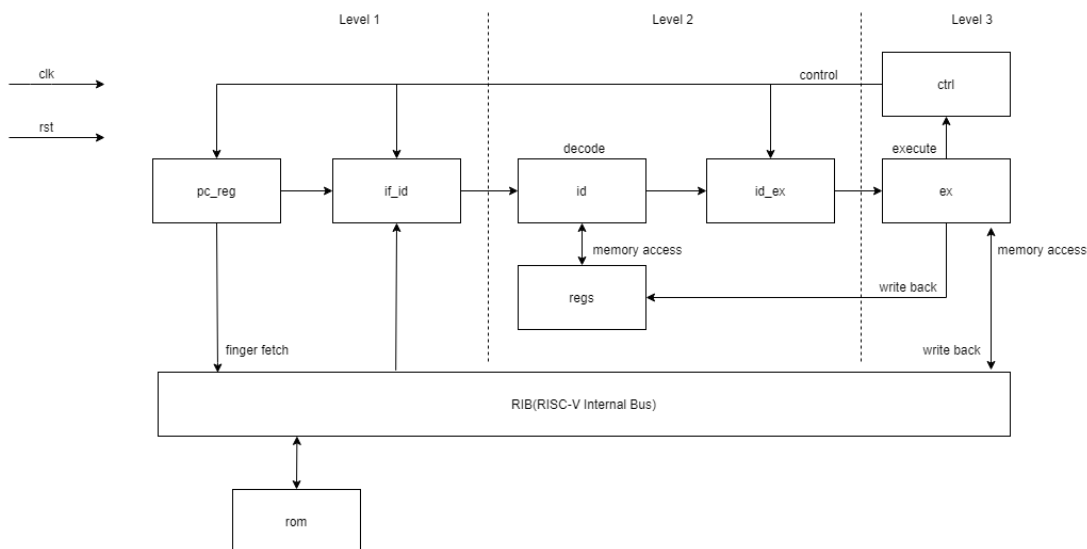 Level 1
Level 2
Level 3
clk
control
ctrl
rst
decode
execute
pc_reg
if_id
id
id_ex
ex
memory access
memory access
regs
write back
finger fetch
write back
RIB(RISC-V Internal Bus)
rom